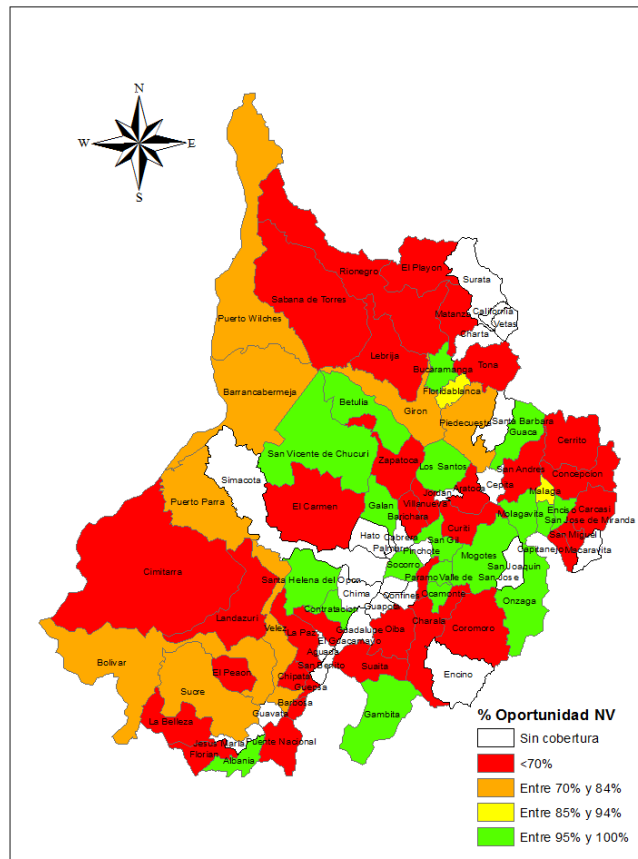 N
W
E
S
El Playon
Surata
Rionegro
Sabana de Torres
California
Matanza
Vetas
Puerto Wilches
Charta
Lebrija
Tona
Bucaramanga
Barrancabermeja
Floridablanca
Betulia
Giron
Piedecuesta
Santa Barbara
Guaca
Cerrito
San Vicente de Chucuri
Zapatoca
Los Santos
Simacota
San Andres
Concepcion
Cepita
Jordan
Aratoca
Malaga
Puerto Parra
El Carmen
Galan
Villanueva
Enciso
Carcasi
Barichara
Molagavita
San Jose de Miranda
Curiti
San Miguel
Hato
Cabrera
San Gil
Palmar
Pinchote
Capitanejo
Macaravita
Mogotes
San Joaquin
Cimitarra
Socorro
Santa Helena del Opon
Paramo
Valle de San Jose
Chima
Confines
Ocamonte
Onzaga
Contratacion
Guapota
Landazuri
Velez
Guadalupe
Oiba
Charala
Coromoro
La Paz
El Guacamayo
Aguada
Bolivar
San Benito
Suaita
El Penon
Chipata
Encino
Guepsa
Sucre
Barbosa
Guavata
Gambita
La Belleza
Jesus Maria
Puente Nacional
Florian
Albania
% Oportunidad NV
Sin cobertura
<70%
Entre 70% y 84%
Entre 85% y 94%
Entre 95% y 100%